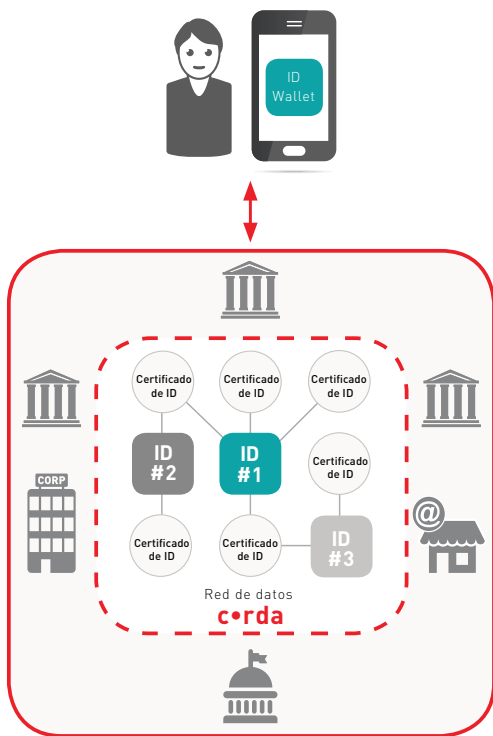 ID
Wallet
Certificado
de ID
Certificado
de ID
Certificado
de ID
ID
#2
ID
#1
Certificado
de ID
CORP
@
Certificado
de ID
Certificado
de ID
ID
#3
Red de datos
c•rda